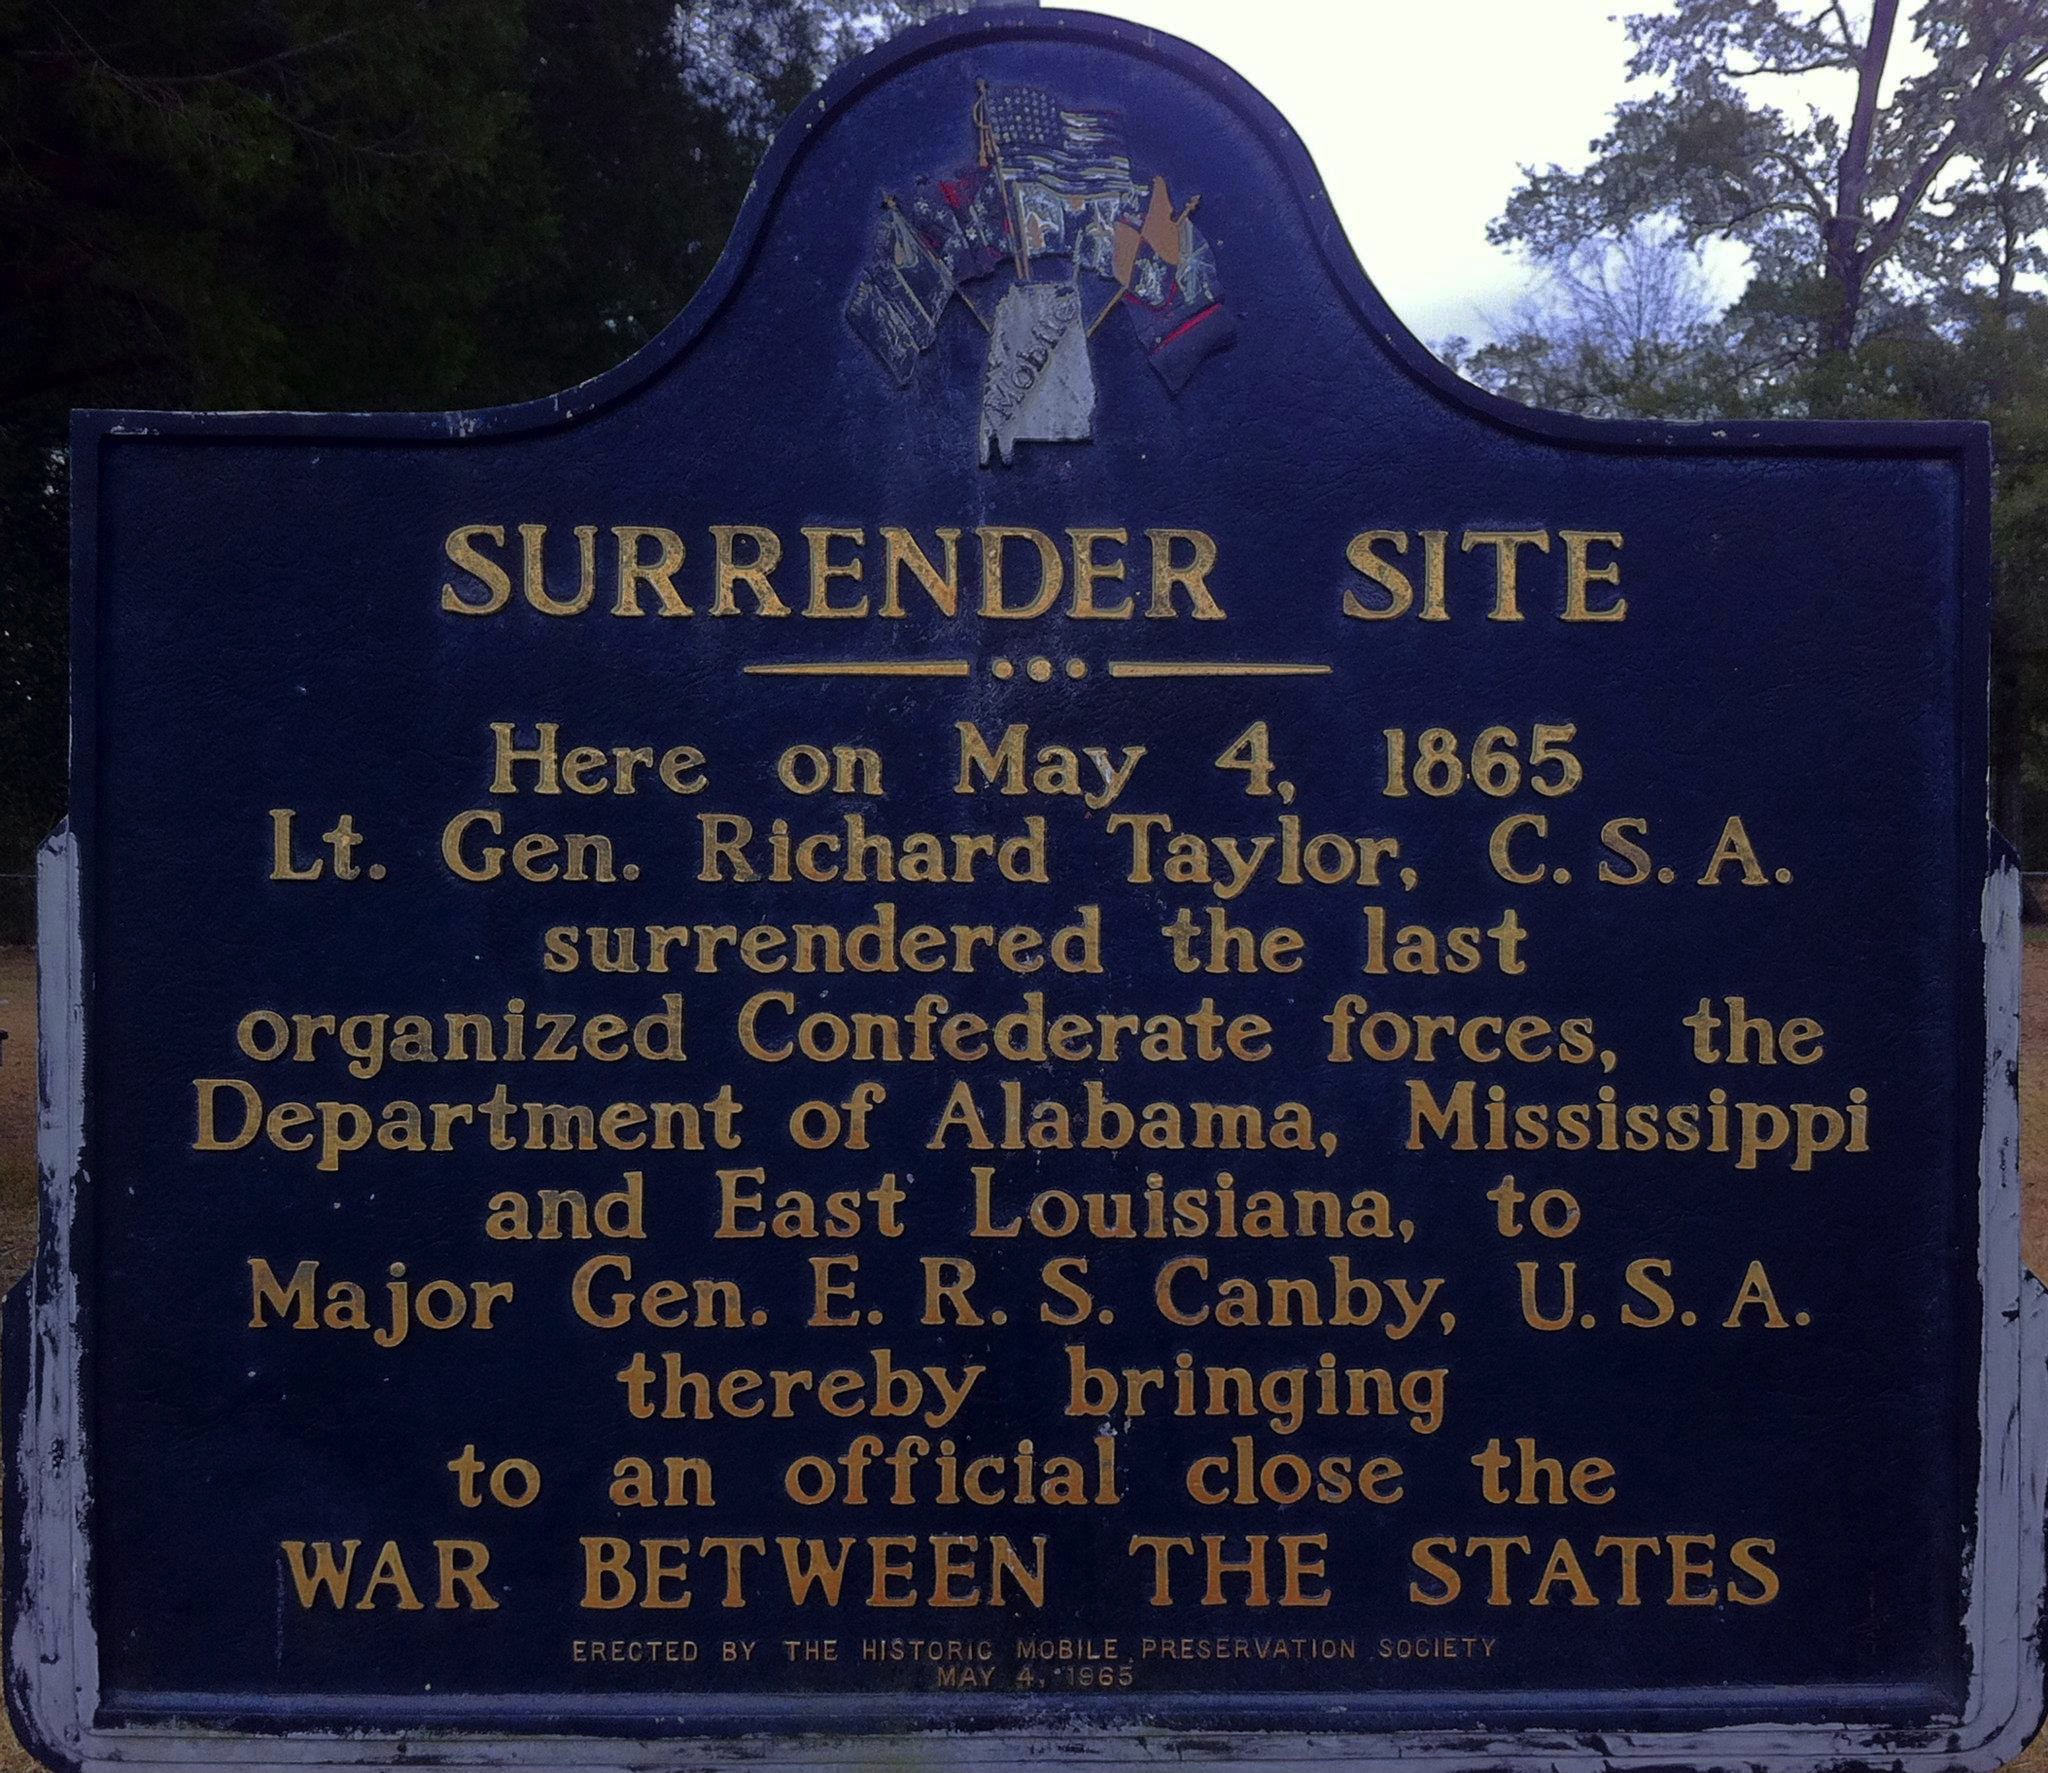 Mobile
SURRENDER SITE
Here on May 4, 1865
Lt. Gen. Richard Taylor, C. S. A.
surrendered the last
organized Confederate forces, the
Department of Alabama, Mississippi
and East Louisiana, to
Major Gen. E. R. S. Canby, U. S. A.
thereby bringing
to an official close the
WAR BETWEEN THE STATES
ERECTED BY THE HISTORIC MOBILE PRESERVATION SOCIETY
MAY 4, 1965